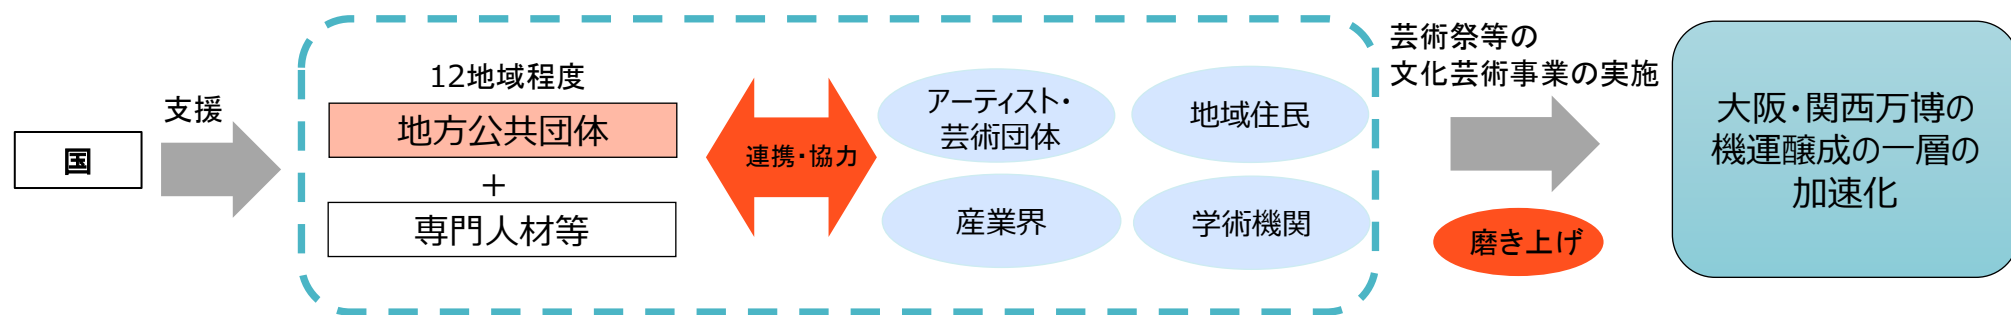 国
支援
12地域程度
地方公共団体
+
専門人材等
連携・協力
アーティスト・
芸術団体
地域住民
産業界
学術機関
芸術祭等の
文化芸術事業の実施
磨き上げ
大阪・関西万博の
機運醸成の一層の
加速化